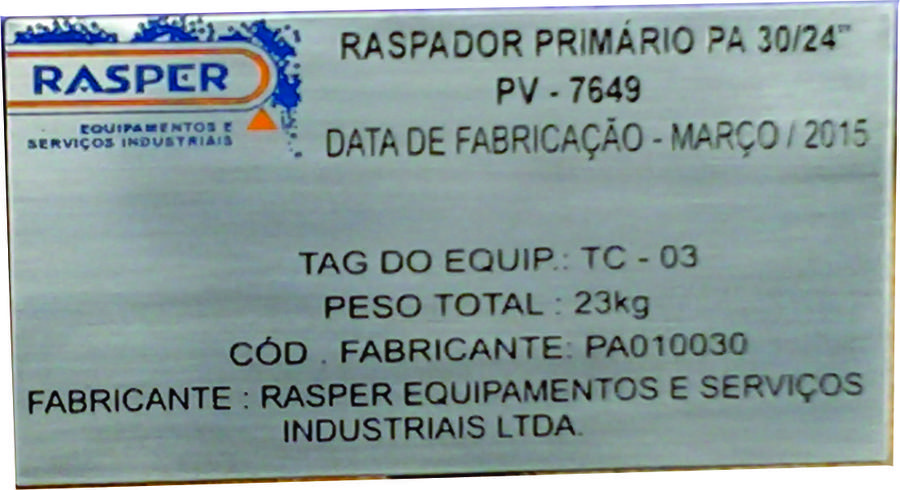 RASPER
EQUIPAMENTOS E
SERVIÇOS INDUSTRIAIS
RASPADOR PRIMÁRIO PA 30/24"
PV - 7649
DATA DE FABRICAÇÃO - MARÇO / 2015
TAG DO EQUIP.: TC - 03
PESO TOTAL : 23kg
CÓD . FABRICANTE: PA010030
FABRICANTE : RASPER EQUIPAMENTOS E SERVIÇOS
INDUSTRIAIS LTDA.